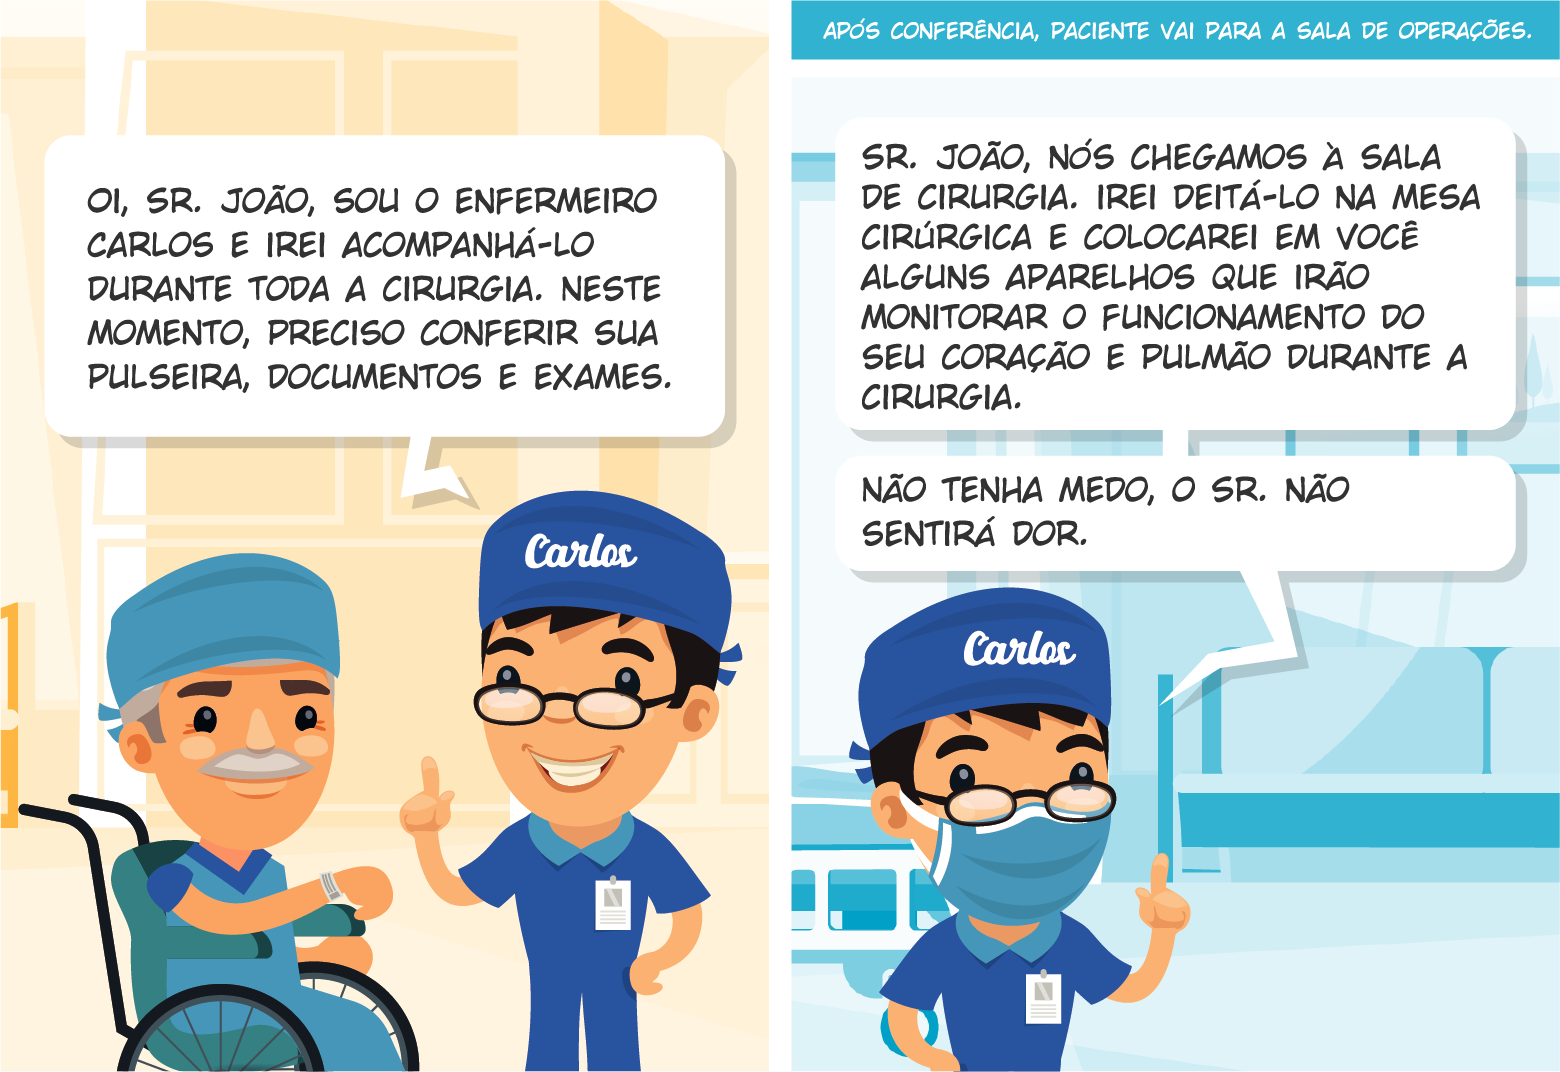 OI, SR. JOÃO, SOU O ENFERMEIRO
CARLOS E IREI ACOMPANHÁ-LO
DURANTE TODA A CIRURGIA. NESTE
MOMENTO, PRECISO CONFERIR SUA
PULSEIRA, DOCUMENTOS E EXAMES.
Carlos
APÓS CONFERÊNCIA, PACIENTE VAI PARA A SALA DE OPERAÇÕES.
SR. JOÃO, NÓS CHEGAMOS À SALA
DE CIRURGIA. IREI DEITÁ-LO NA MESA
CIRÚRGICA E COLOCAREI EM VOCÊ
ALGUNS APARELHOS QUE IRÃO
MONITORAR O FUNCIONAMENTO DO
SEU CORAÇÃO E PULMÃO DURANTE A
CIRURGIA.
NÃO TENHA MEDO, O SR. NÃO
SENTIRÁ DOR.
Carlos